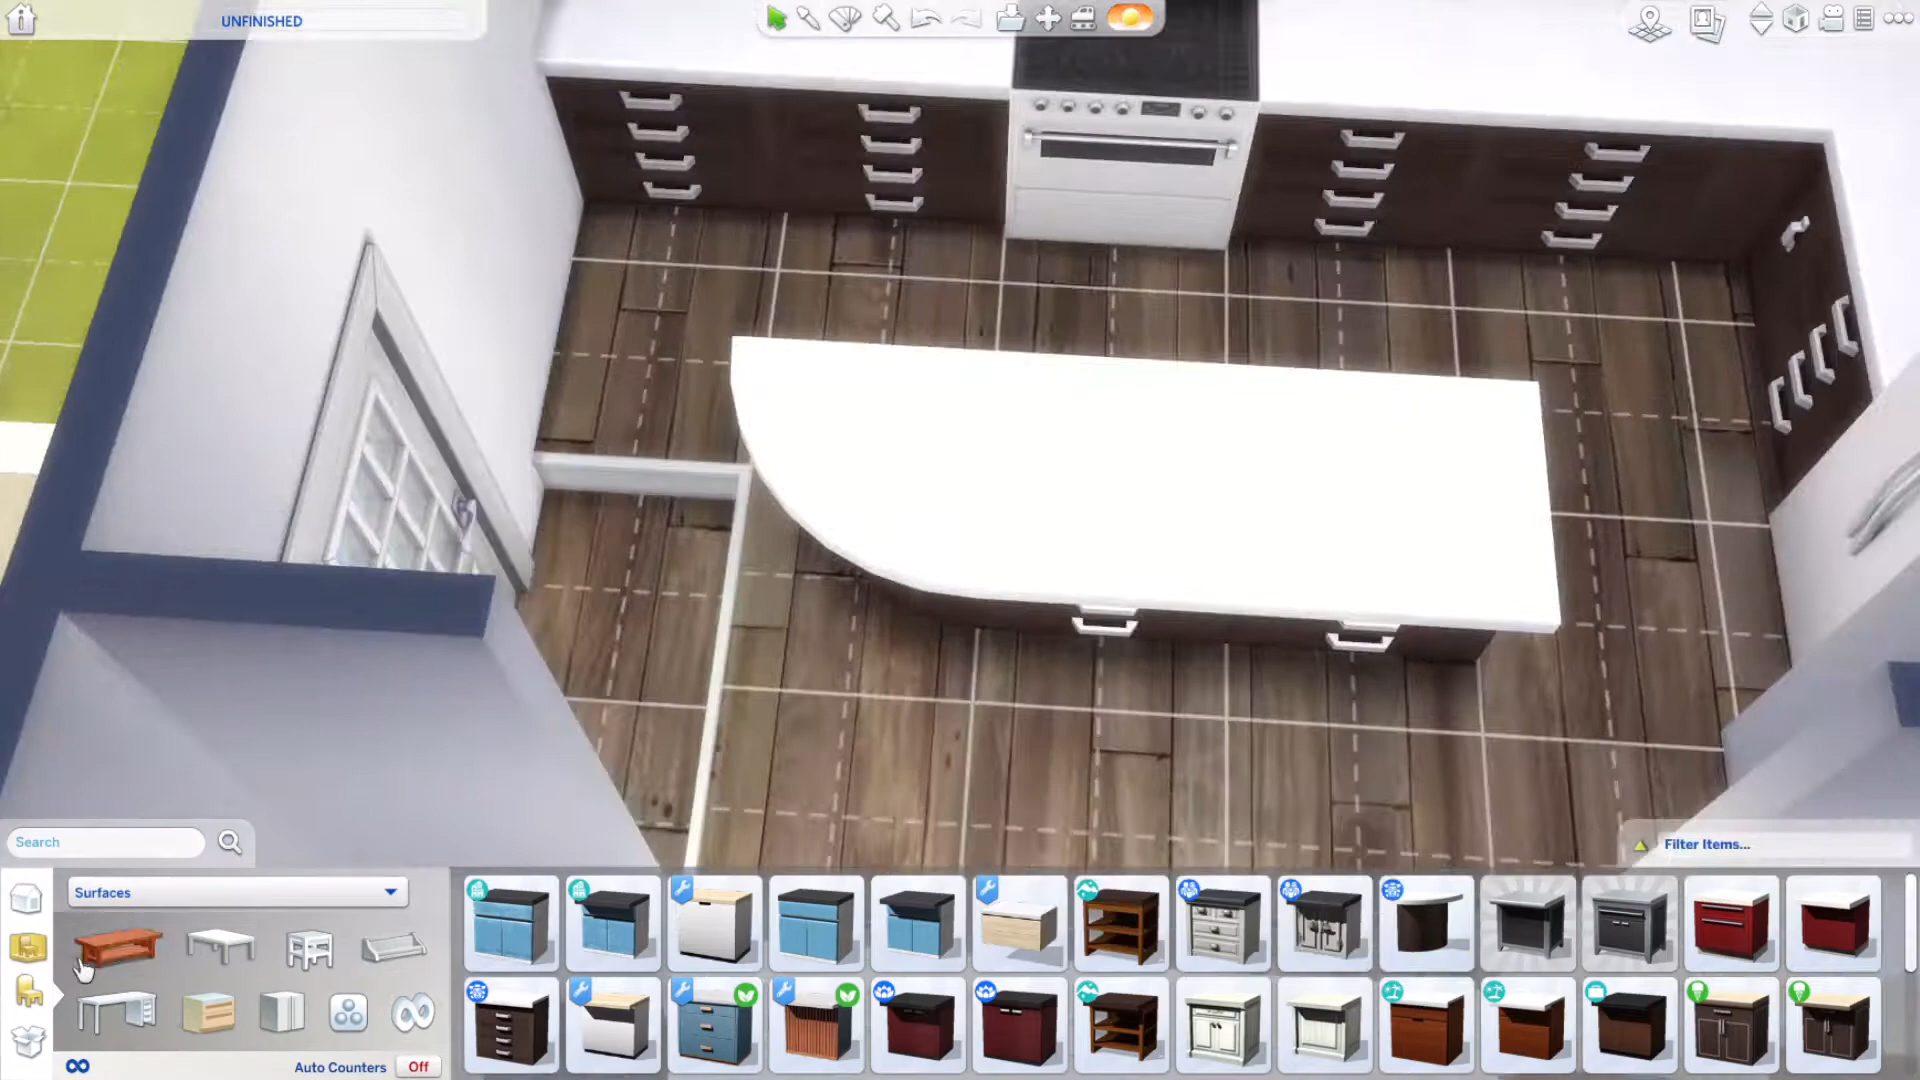 UNFINISHED
Search
Filter Items...
Surfaces
Auto Counters
Off